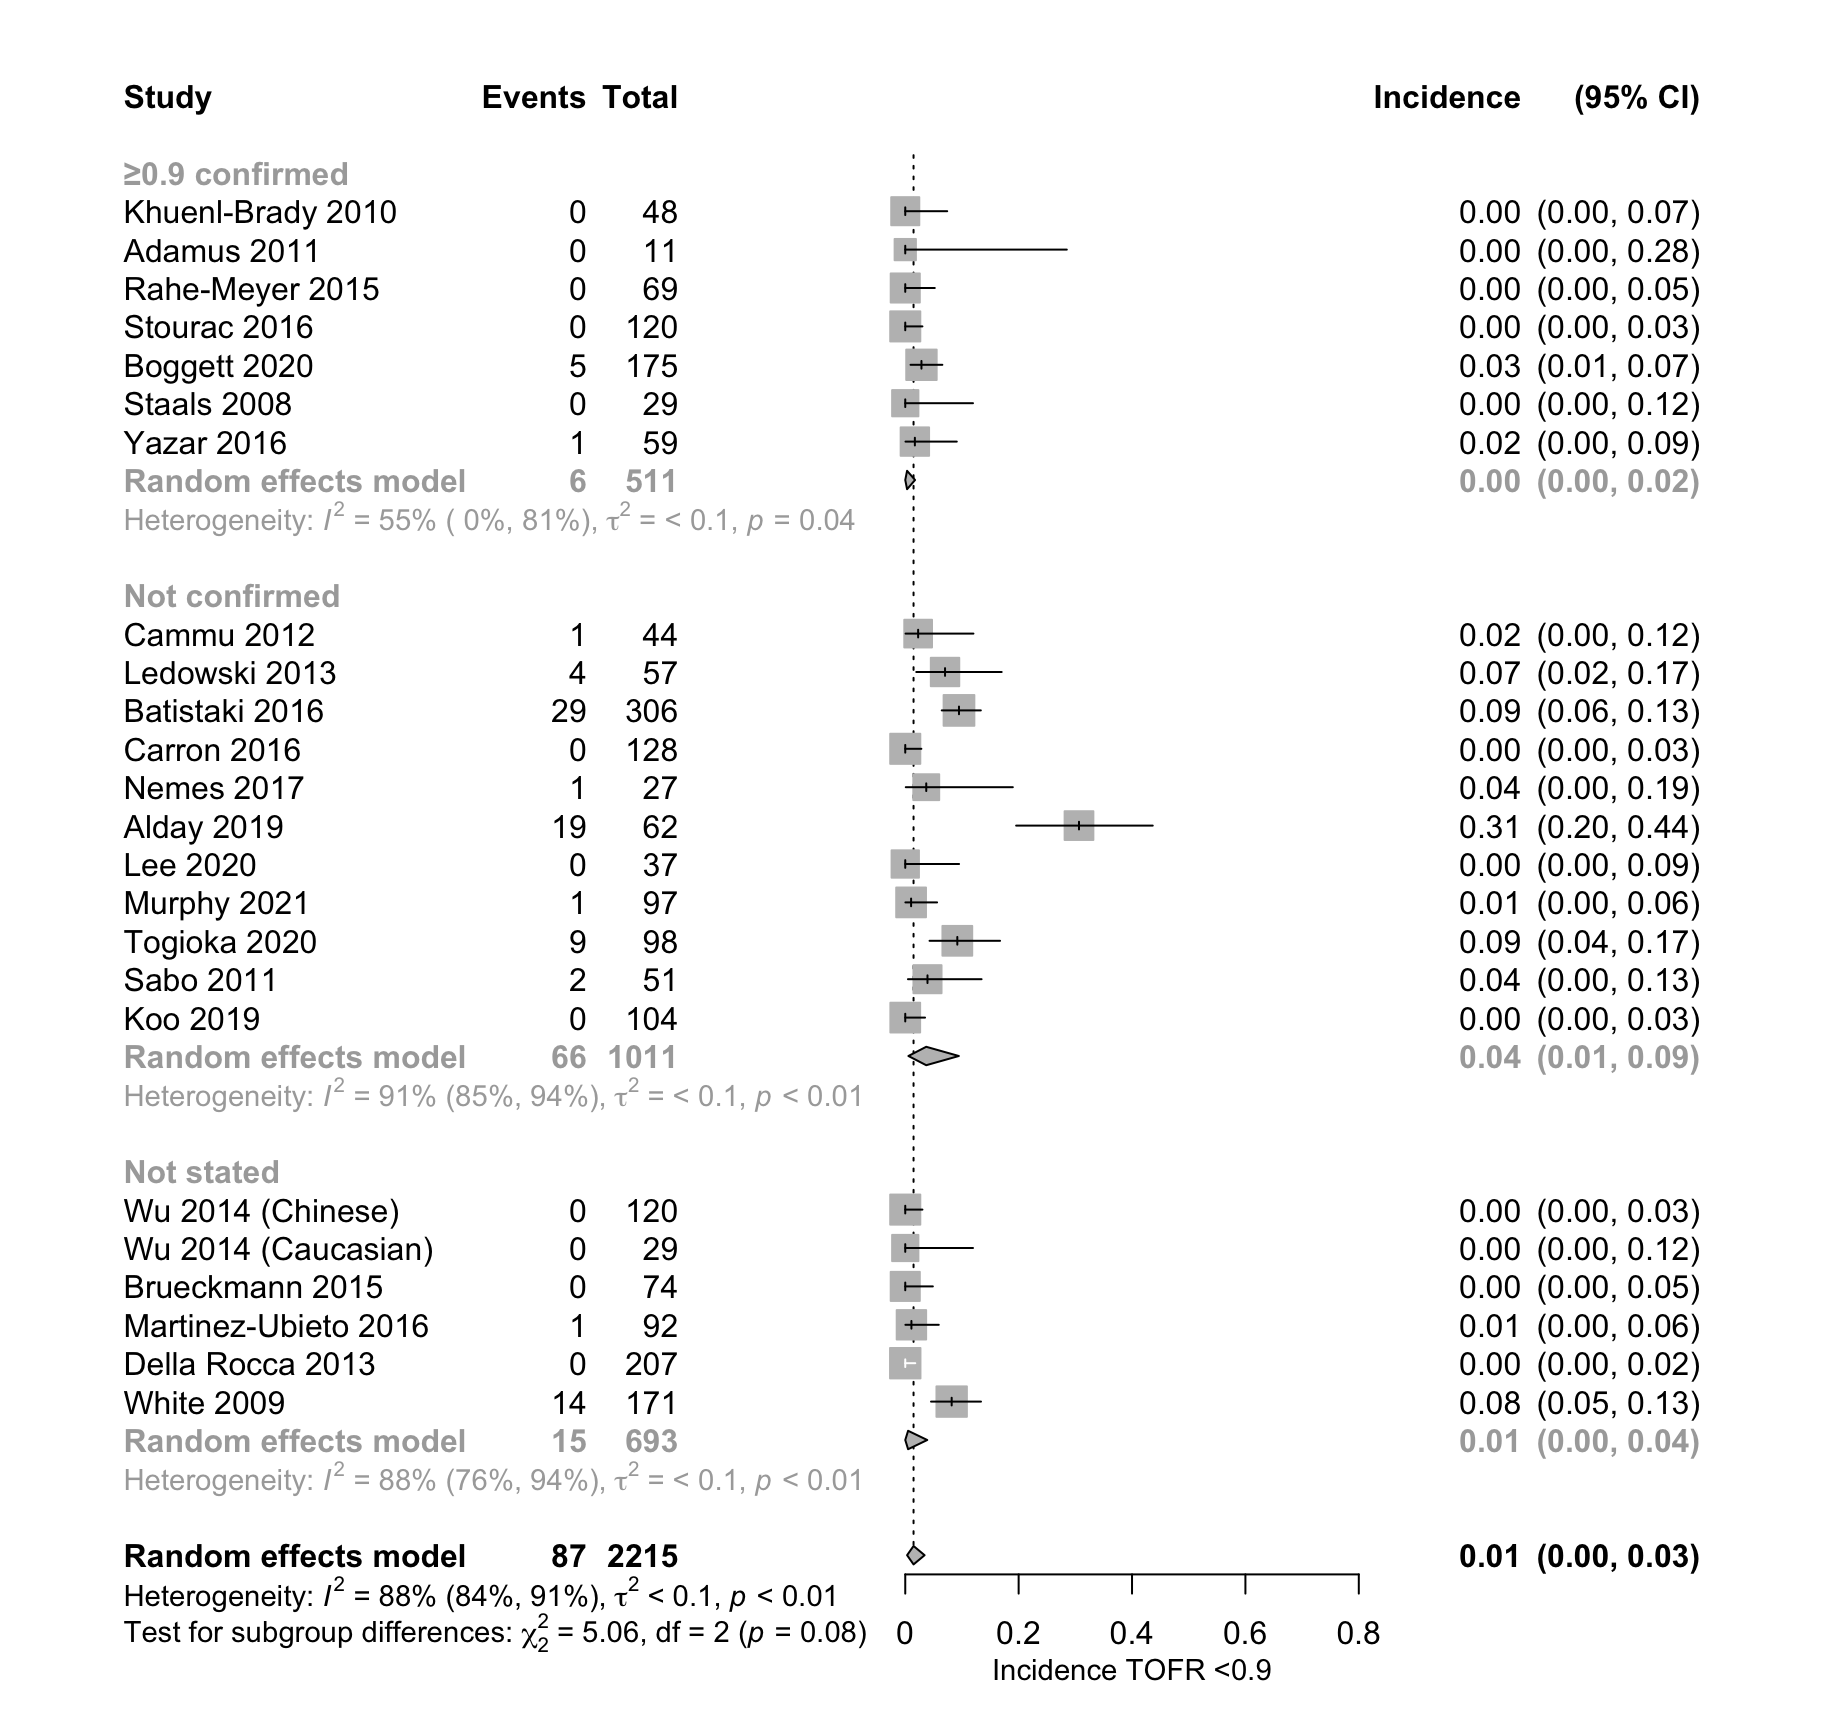 Study Events Total Incidence (95% CI)
≥0.9 confirmed
Khuenl-Brady 2010 0 48 0.00 (0.00, 0.07)
Adamus 2011 0 11 0.00 (0.00, 0.28)
Rahe-Meyer 2015 0 69 0.00 (0.00, 0.05)
Stourac 2016 0 120 0.00 (0.00, 0.03)
Boggett 2020 5 175 0.03 (0.01, 0.07)
Staals 2008 0 29 0.00 (0.00, 0.12)
Yazar 2016 1 59 0.02 (0.00, 0.09)
Random effects model 6 511 0.00 (0.00, 0.02)
Heterogeneity: I² = 55% ( 0%, 81%), τ² = < 0.1, p = 0.04
Not confirmed
Cammu 2012 1 44 0.02 (0.00, 0.12)
Ledowski 2013 4 57 0.07 (0.02, 0.17)
Batistaki 2016 29 306 0.09 (0.06, 0.13)
Carron 2016 0 128 0.00 (0.00, 0.03)
Nemes 2017 1 27 0.04 (0.00, 0.19)
Alday 2019 19 62 0.31 (0.20, 0.44)
Lee 2020 0 37 0.00 (0.00, 0.09)
Murphy 2021 1 97 0.01 (0.00, 0.06)
Togioka 2020 9 98 0.09 (0.04, 0.17)
Sabo 2011 2 51 0.04 (0.00, 0.13)
Koo 2019 0 104 0.00 (0.00, 0.03)
Random effects model 66 1011 0.04 (0.01, 0.09)
Heterogeneity: I² = 91% (85%, 94%), τ² = < 0.1, p < 0.01
Not stated
Wu 2014 (Chinese) 0 120 0.00 (0.00, 0.03)
Wu 2014 (Caucasian) 0 29 0.00 (0.00, 0.12)
Brueckmann 2015 0 74 0.00 (0.00, 0.05)
Martinez-Ubieto 2016 1 92 0.01 (0.00, 0.06)
Della Rocca 2013 0 207 0.00 (0.00, 0.02)
White 2009 14 171 0.08 (0.05, 0.13)
Random effects model 15 693 0.01 (0.00, 0.04)
Heterogeneity: I² = 88% (76%, 94%), τ² = < 0.1, p < 0.01
Random effects model 87 2215 0.01 (0.00, 0.03)
Heterogeneity: I² = 88% (84%, 91%), τ² < 0.1, p < 0.01
Test for subgroup differences: χ²₂ = 5.06, df = 2 (p = 0.08)
0 0.2 0.4 0.6 0.8
Incidence TOFR <0.9